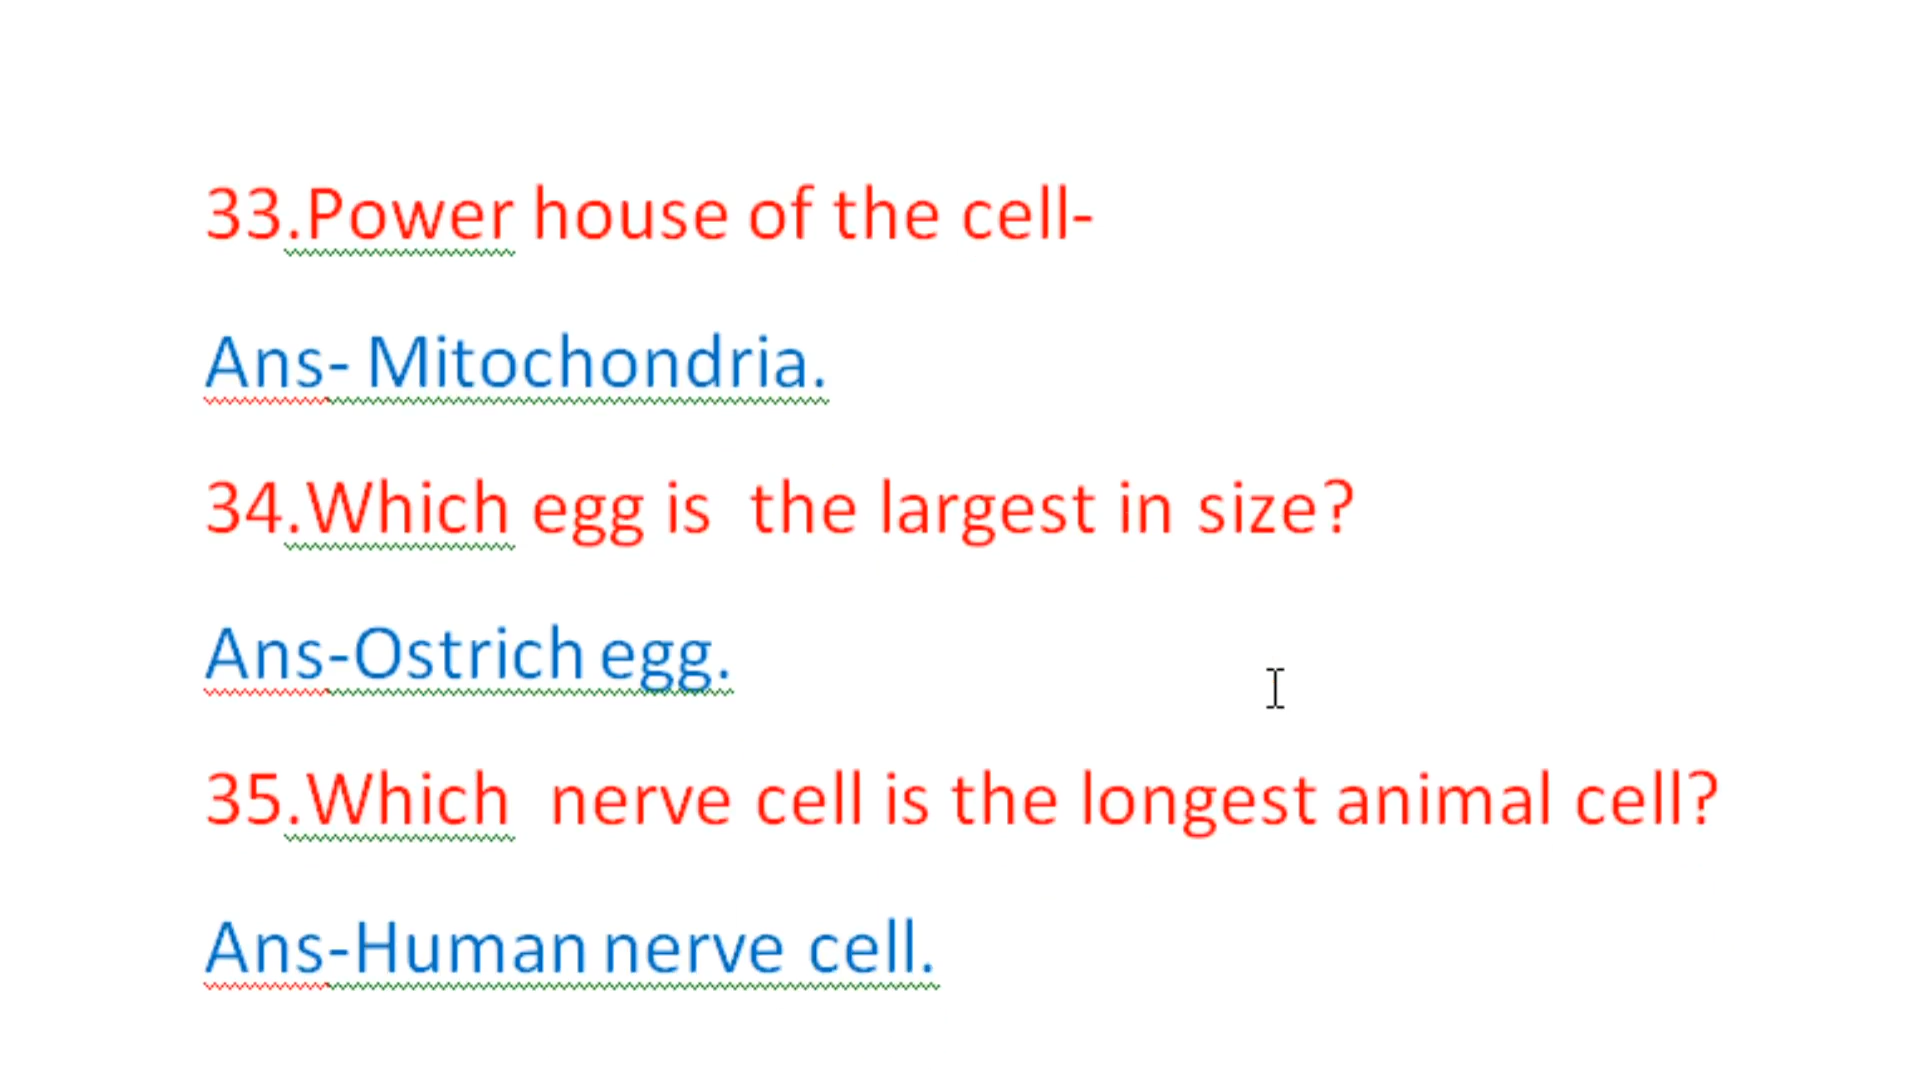 33.Power house of the cell-
Ans- Mitochondria.
34.Which egg is  the largest in size?
Ans-Ostrich egg.
35.Which  nerve cell is the longest animal cell?
Ans-Human nerve cell.